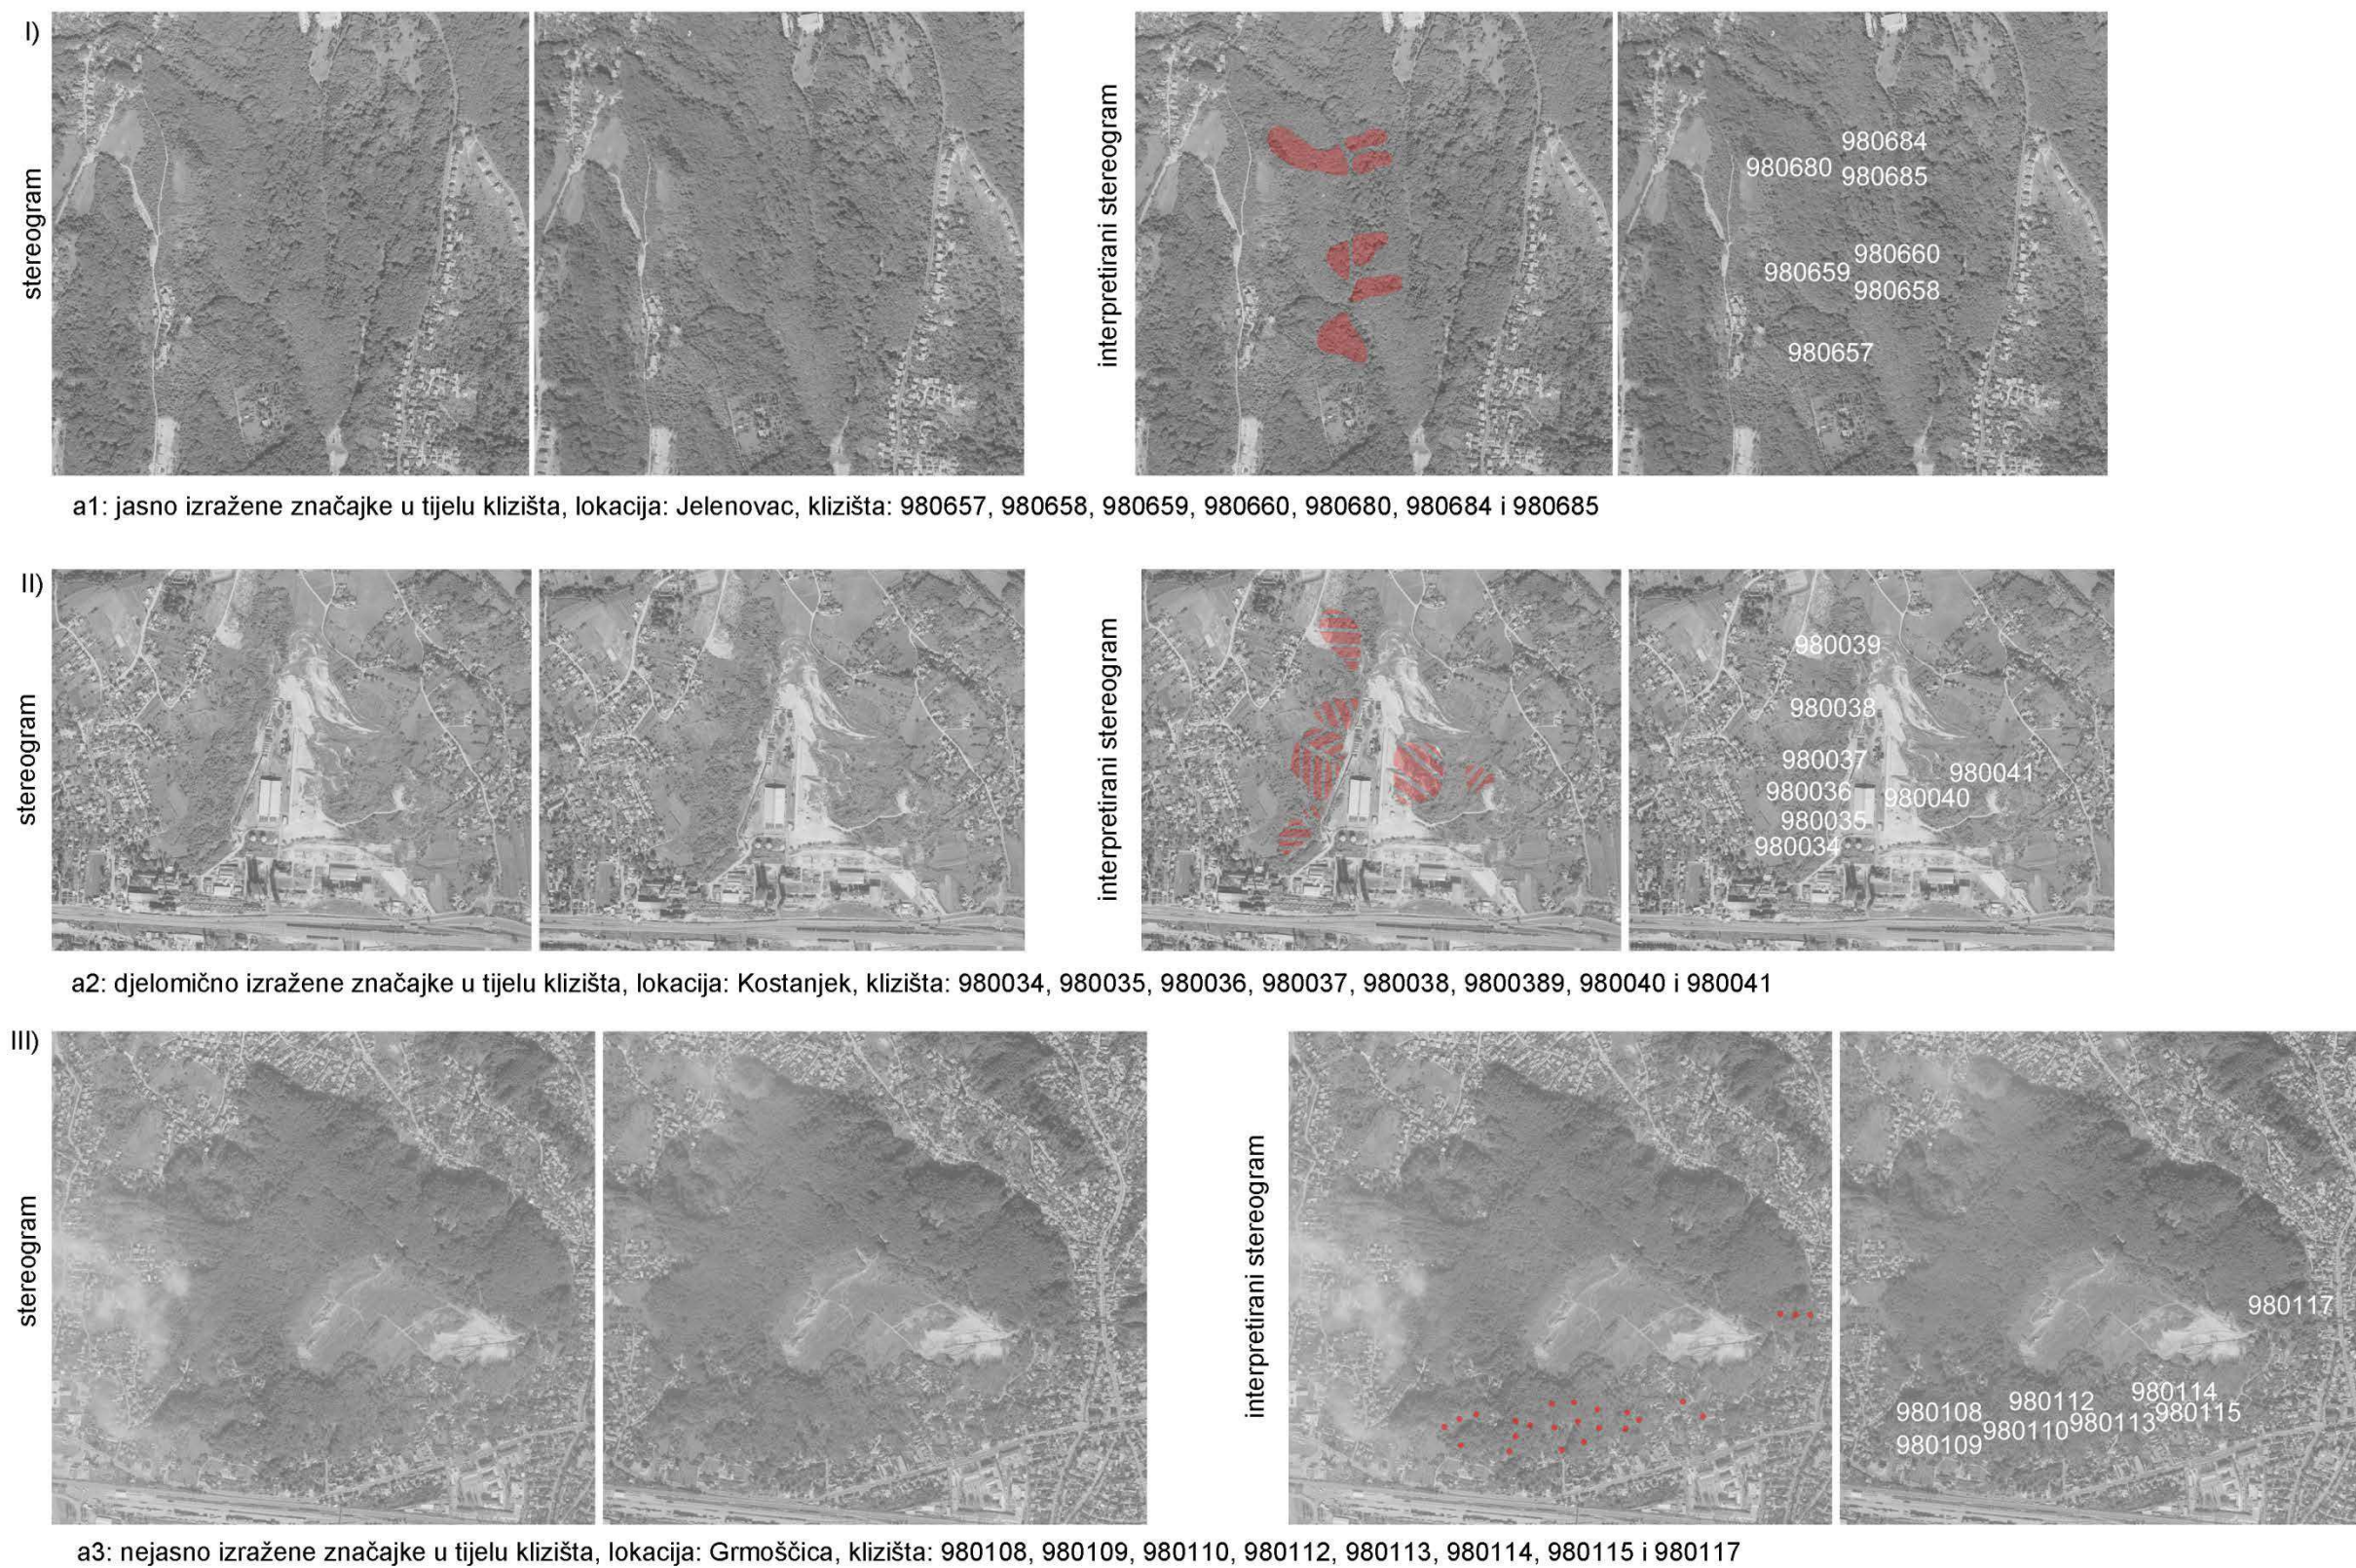 I)
stereogram
interpretirani stereogram
980684
980680
980685
980660
980659
980658
980657
a1: jasno izražene značajke u tijelu klizišta, lokacija: Jelenovac, klizišta: 980657, 980658, 980659, 980660, 980680, 980684 i 980685
II)
stereogram
interpretirani stereogram
980039
980038
980037
980041
980036
980040
980035
980034
a2: djelomično izražene značajke u tijelu klizišta, lokacija: Kostanjek, klizišta: 980034, 980035, 980036, 980037, 980038, 9800389, 980040 i 980041
III)
stereogram
interpretirani stereogram
980117
980114
980112
980108
980115
980113
980110
980109
a3: nejasno izražene značajke u tijelu klizišta, lokacija: Grmoščica, klizišta: 980108, 980109, 980110, 980112, 980113, 980114, 980115 i 980117